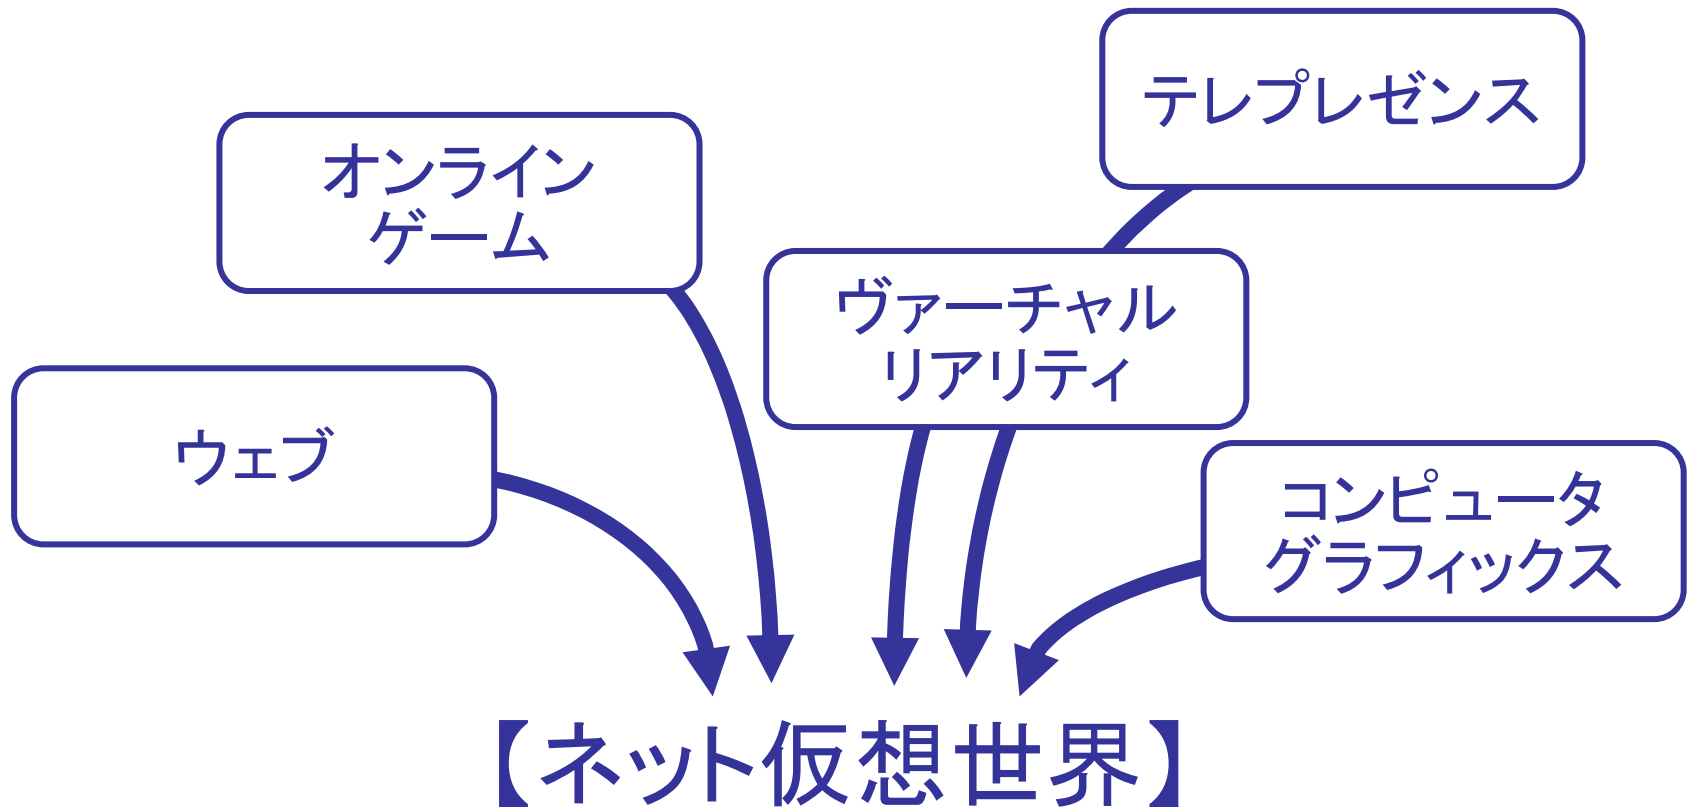 テレプレゼンス
オンライン
ゲーム
ヴァーチャル
リアリティ
ウェブ
コンピュータ
グラフィックス
【ネット仮想世界】